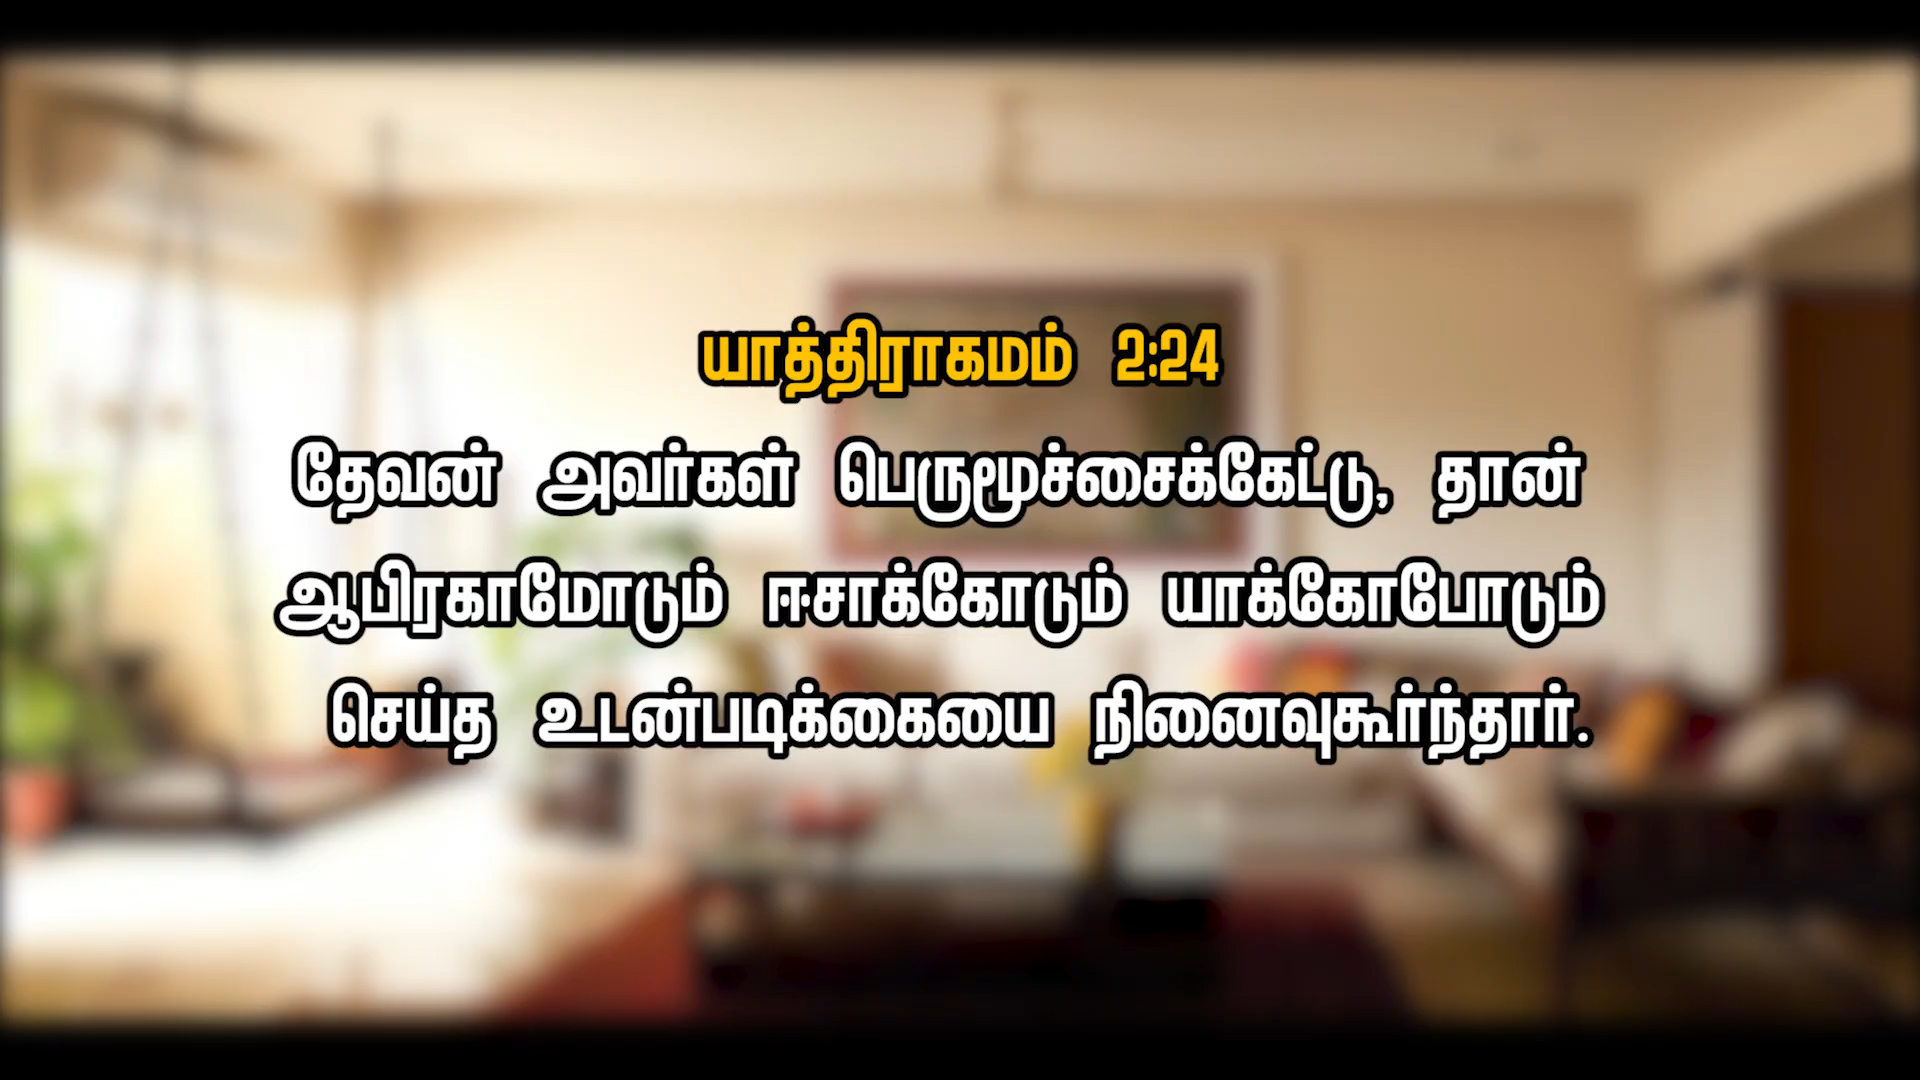 யாத்திராகமம் 2:24
தேவன் அவர்கள் பெருமூச்சைக்கேட்டு, தான்
ஆபிரகாமோடும் ஈசாக்கோடும் யாக்கோபோடும்
செய்த உடன்படிக்கையை நினைவுகூர்ந்தார்.